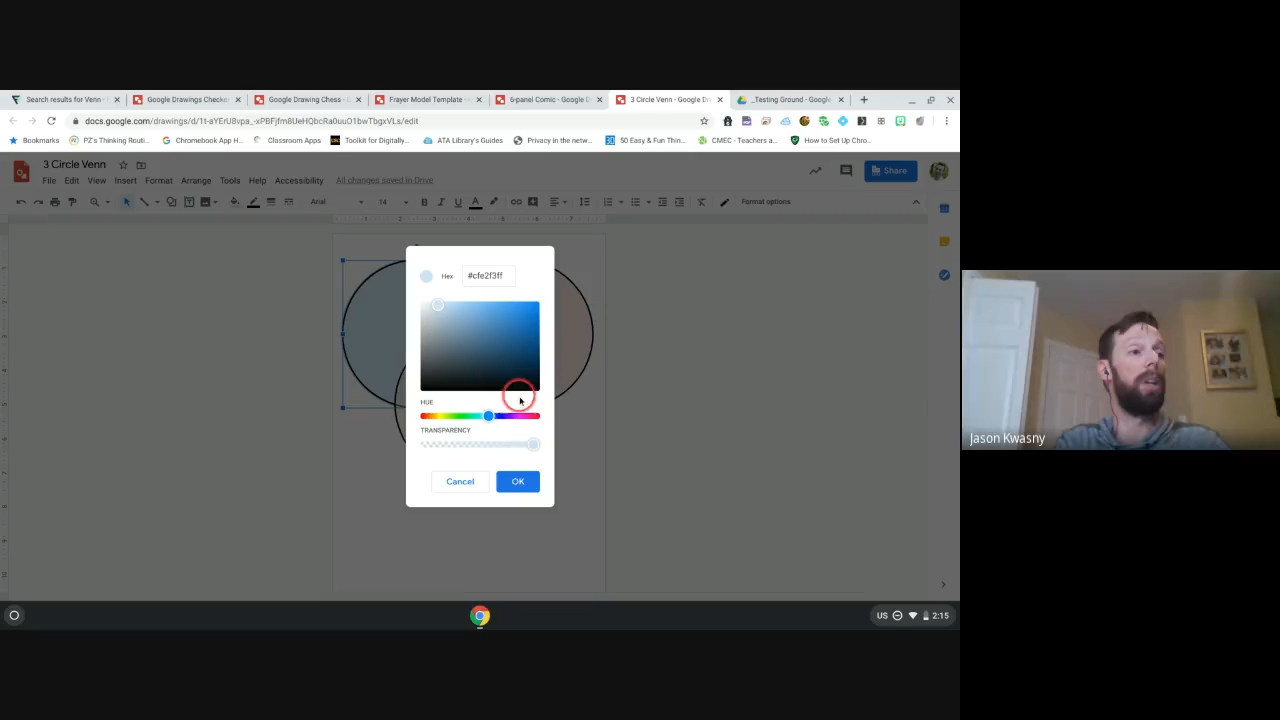 Search results for Venn -
Google Drawings Checke
Google Drawing Chess - G
Frayer Model Template -
6-panel Comic - Google D
3 Circle Venn - Google Dra
_Testing Ground - Google
docs.google.com/drawings/d/
/edit
Bookmarks
PZ's Thinking Routi...
Chromebook App H...
Classroom Apps
Toolkit for Digitally...
ATA Library's Guides
Privacy in the netw...
50 Easy & Fun Thin...
CMEC - Teachers a...
How to Set Up Chro...
3 Circle Venn
File Edit View Insert Format Arrange Tools Help Accessibility
All changes saved in Drive
Share
Arial
14
B I U A
Format options
Hex #cfe2f3ff
HUE
TRANSPARENCY
Cancel
OK
Jason Kwasny
US
2:15